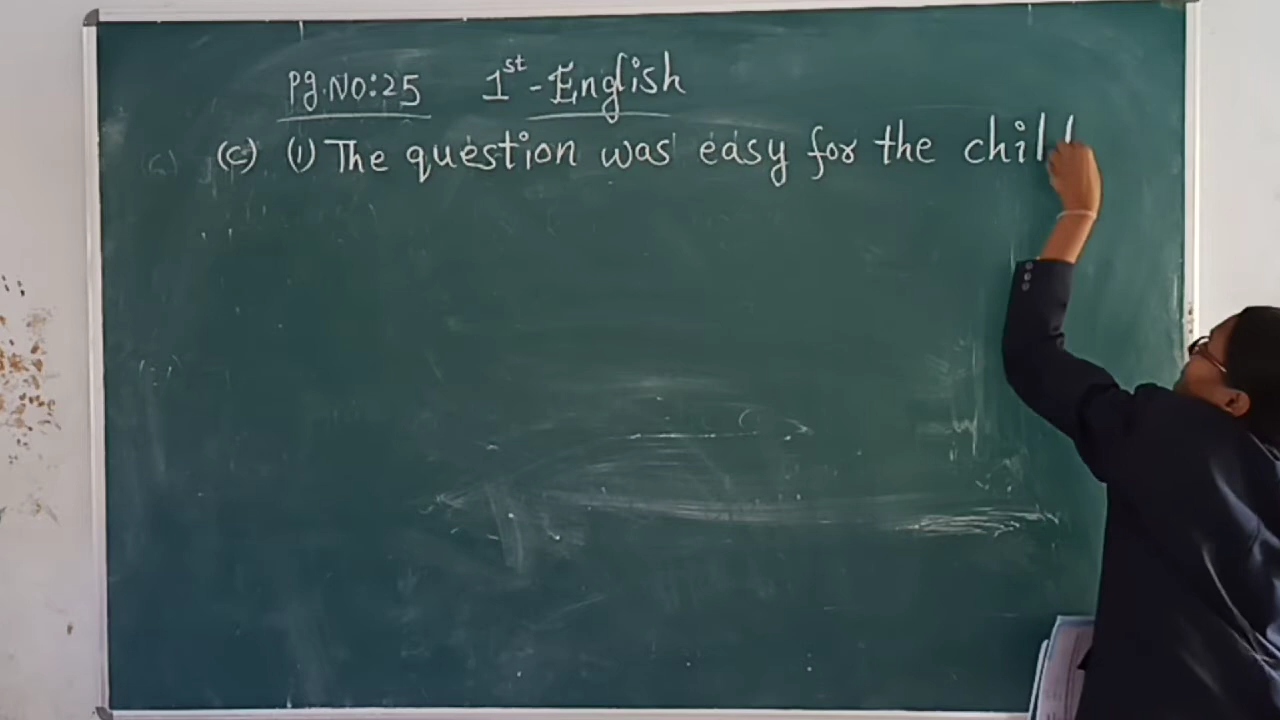 Pg.No:25 1st-English
(c) (1) The question was easy for the chil